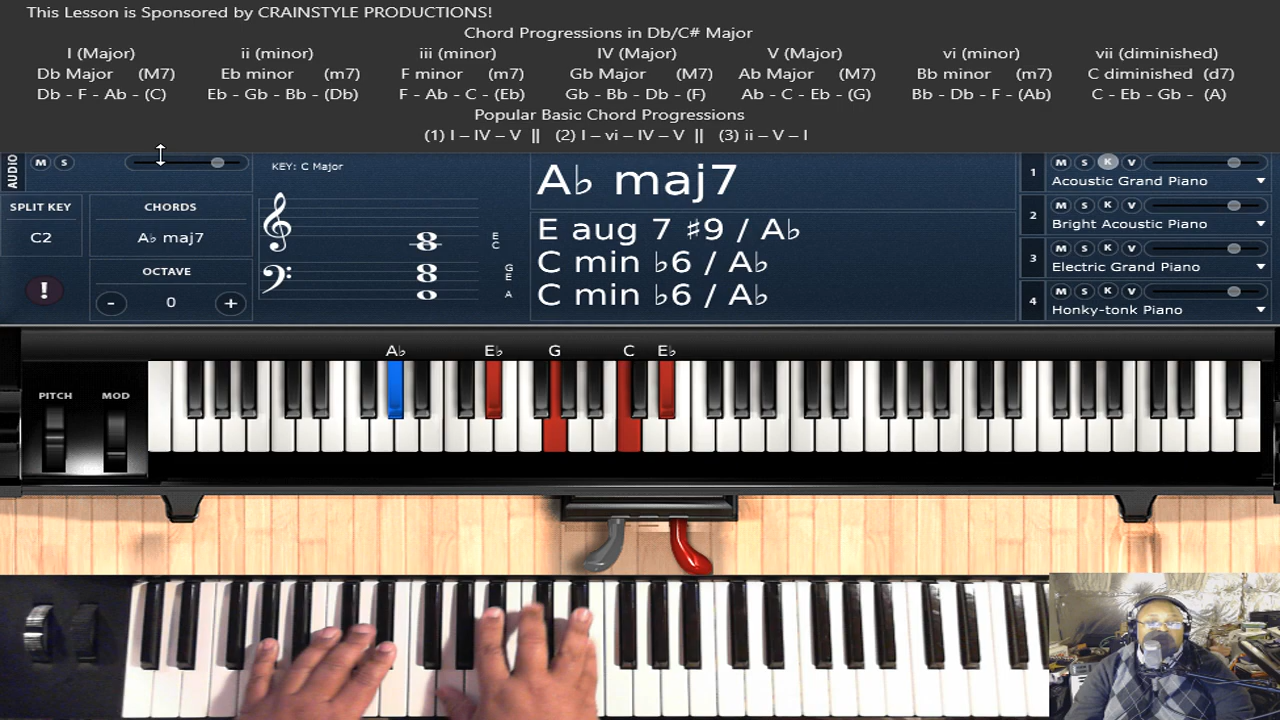 This Lesson is Sponsored by CRAINSTYLE PRODUCTIONS!
Chord Progressions in Db/C# Major
I (Major) ii (minor) iii (minor) IV (Major) V (Major) vi (minor) vii (diminished)
Db Major (M7) Eb minor (m7) F minor (m7) Gb Major (M7) Ab Major (M7) Bb minor (m7) C diminished (d7)
Db - F - Ab - (C) Eb - Gb - Bb - (Db) F - Ab - C - (Eb) Gb - Bb - Db - (F) Ab - C - Eb - (G) Bb - Db - F - (Ab) C - Eb - Gb - (A)
Popular Basic Chord Progressions
(1) I – IV – V || (2) I – vi – IV – V || (3) ii – V – I
AUDIO
M S
SPLIT KEY
C2
!
CHORDS
A♭ maj7
OCTAVE
- 0 +
KEY: C Major
E
C
G
E
A
A♭ maj7
E aug 7 ♯9 / A♭
C min ♭6 / A♭
C min ♭6 / A♭
1 M S K V
Acoustic Grand Piano
2 M S K V
Bright Acoustic Piano
3 M S K V
Electric Grand Piano
4 M S K V
Honky-tonk Piano
A♭ E♭ G C E♭
PITCH MOD